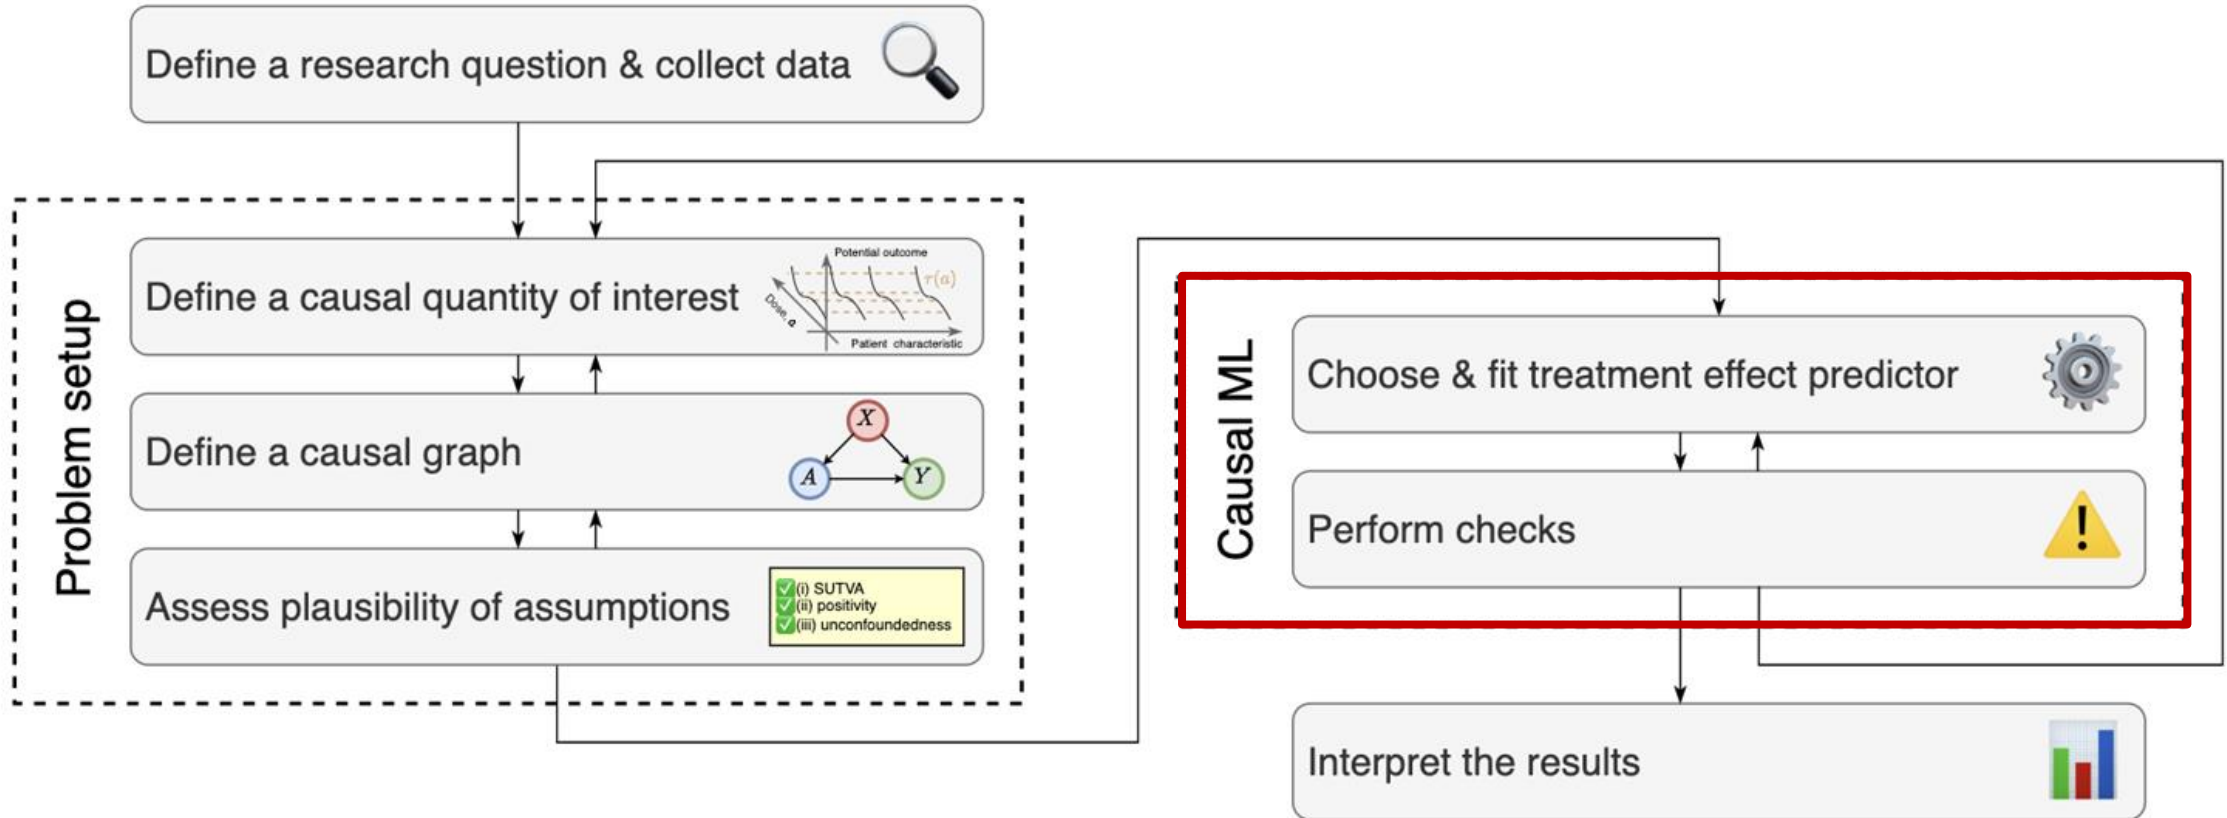 Define a research question & collect data
Problem setup
Define a causal quantity of interest
Potential outcome
τ(a)
Dose, a
Patient characteristic
Define a causal graph
X
A
Y
Assess plausibility of assumptions
(i) SUTVA
(ii) positivity
(iii) unconfoundedness
Causal ML
Choose & fit treatment effect predictor
Perform checks
Interpret the results